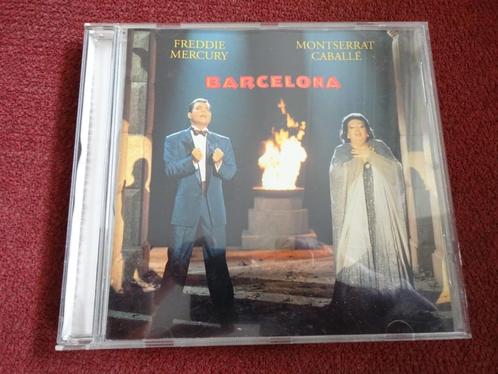 FREDDIE
MERCURY
MONTSERRAT
CABALLÉ
BARCELONA